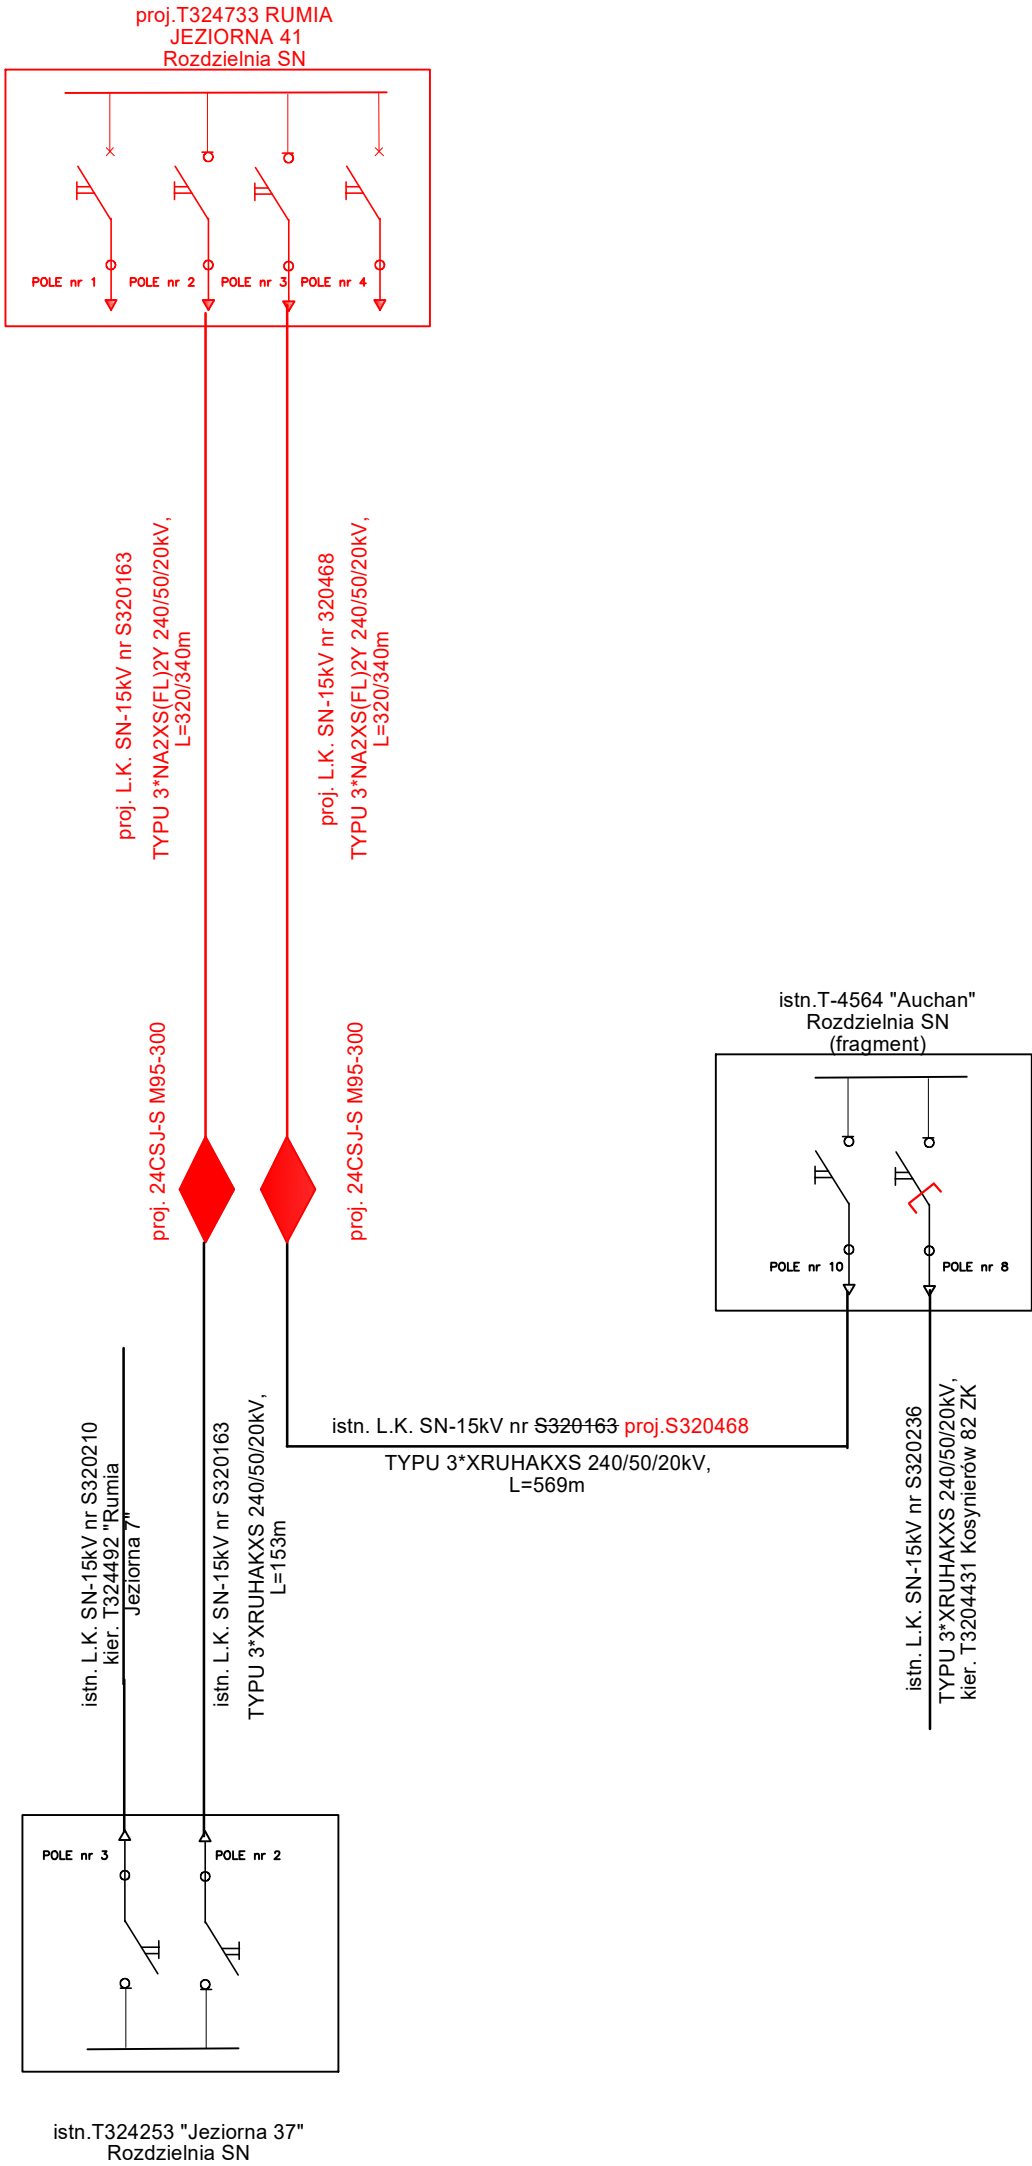 proj.T324733 RUMIA
JEZIORNA 41
Rozdzielnia SN
POLE nr 1
POLE nr 2
POLE nr 3
POLE nr 4
proj. L.K. SN-15kV nr S320163
TYPU 3*NA2XS(FL)2Y 240/50/20kV,
L=320/340m
proj. L.K. SN-15kV nr 320468
TYPU 3*NA2XS(FL)2Y 240/50/20kV,
L=320/340m
proj. 24CSJ-S M95-300
proj. 24CSJ-S M95-300
istn.T-4564 "Auchan"
Rozdzielnia SN
(fragment)
POLE nr 10
POLE nr 8
istn. L.K. SN-15kV nr S320163 proj.S320468
TYPU 3*XRUHAKXS 240/50/20kV,
L=569m
istn. L.K. SN-15kV nr S320210
kier. T324492 "Rumia
Jeziorna 7"
istn. L.K. SN-15kV nr S320163
TYPU 3*XRUHAKXS 240/50/20kV,
L=153m
istn. L.K. SN-15kV nr S320236
TYPU 3*XRUHAKXS 240/50/20kV,
kier. T3204431 Kosynierów 82 ZK
POLE nr 3
POLE nr 2
istn.T324253 "Jeziorna 37"
Rozdzielnia SN